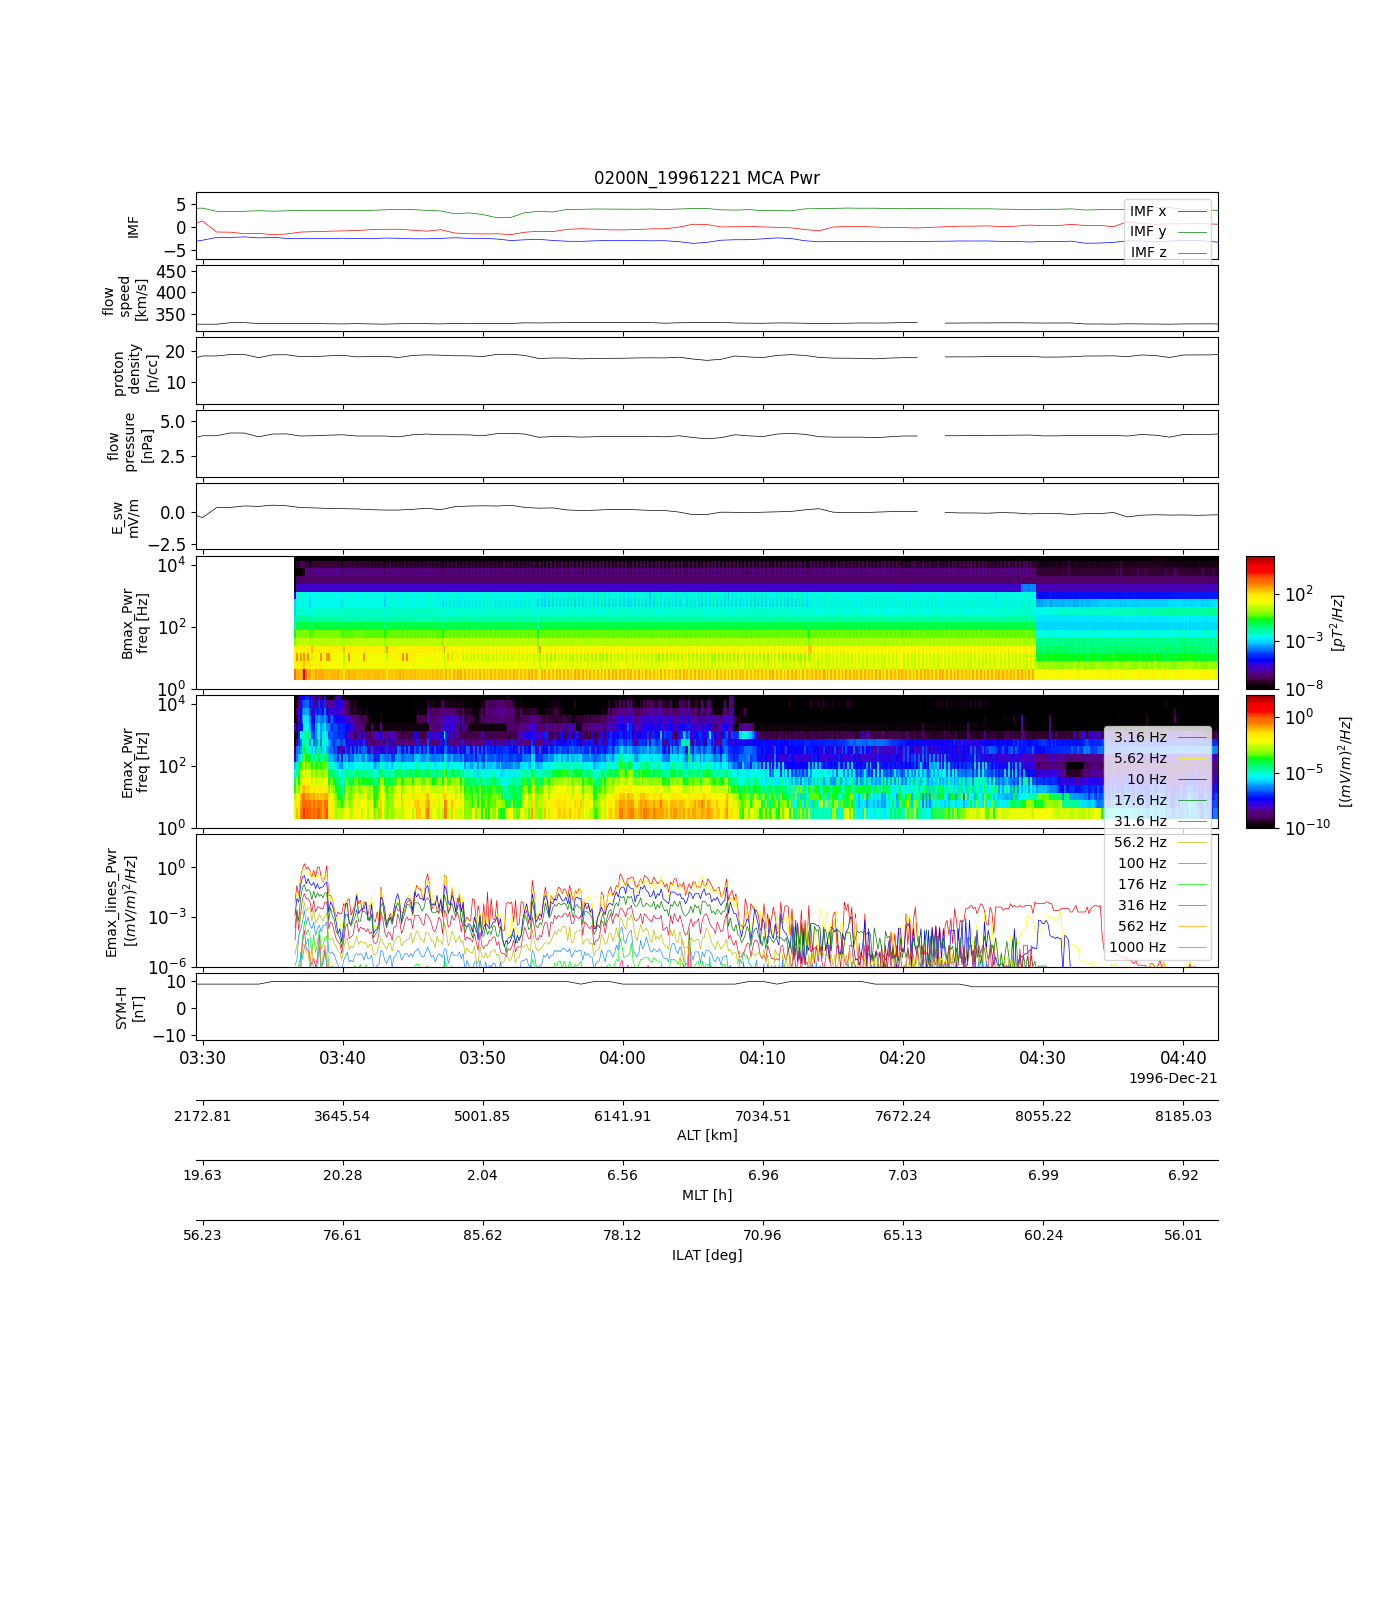 0200N_19961221 MCA Pwr
IMF
5
0
−5
IMF x
IMF y
IMF z
flow
speed
[km/s]
450
400
350
proton
density
[n/cc]
20
10
flow
pressure
[nPa]
5.0
2.5
E_sw
mV/m
0.0
−2.5
Bmax_Pwr
freq [Hz]
10^4
10^2
10^0
10^2
10^−3
10^−8
[pT^2/Hz]
Emax_Pwr
freq [Hz]
10^4
10^2
10^0
10^0
10^−5
10^−10
[(mV/m)^2/Hz]
3.16 Hz
5.62 Hz
10 Hz
17.6 Hz
31.6 Hz
56.2 Hz
100 Hz
176 Hz
316 Hz
562 Hz
1000 Hz
Emax_lines_Pwr
[(mV/m)^2/Hz]
10^0
10^−3
10^−6
SYM-H
[nT]
10
0
−10
03:30 03:40 03:50 04:00 04:10 04:20 04:30 04:40
1996-Dec-21
2172.81 3645.54 5001.85 6141.91 7034.51 7672.24 8055.22 8185.03
ALT [km]
19.63 20.28 2.04 6.56 6.96 7.03 6.99 6.92
MLT [h]
56.23 76.61 85.62 78.12 70.96 65.13 60.24 56.01
ILAT [deg]